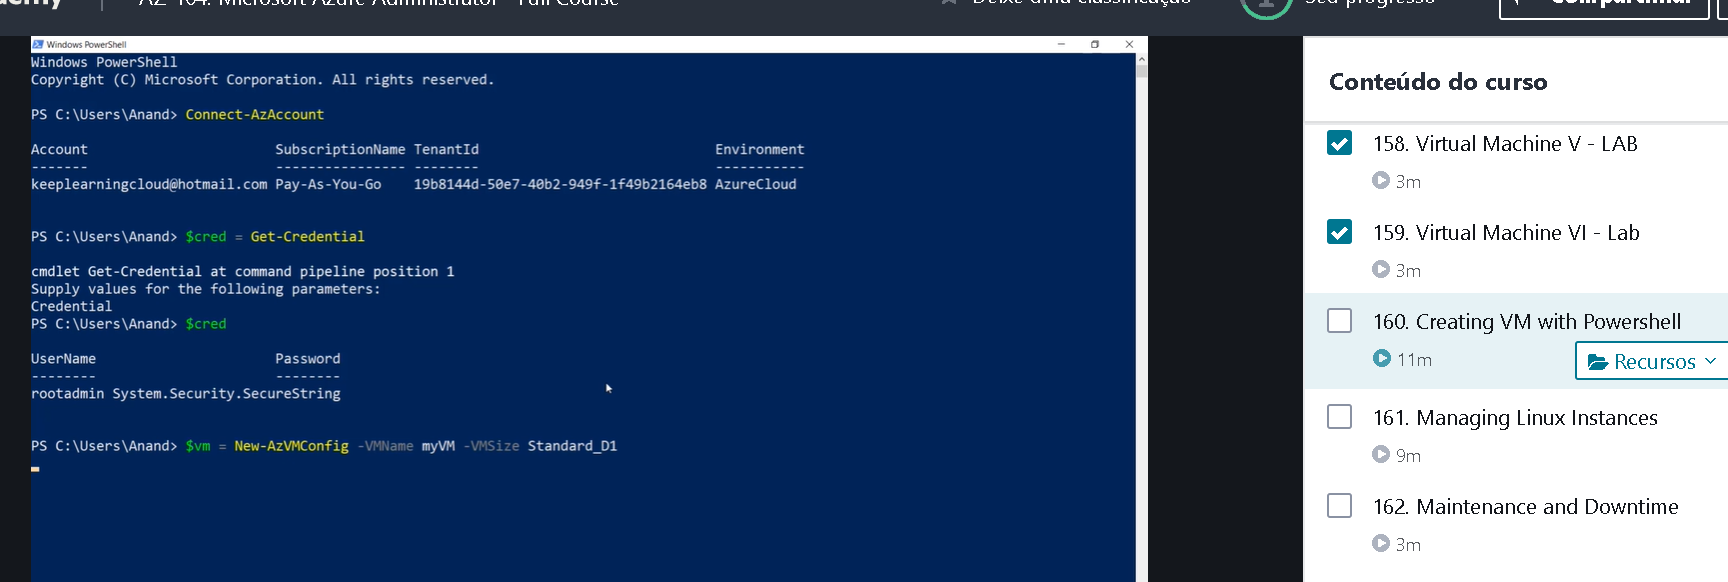 AZ-104: Microsoft Azure Administrator - Full Course
Deixe uma classificação
Seu progresso
Compartilhar
Windows PowerShell
Windows PowerShell
Copyright (C) Microsoft Corporation. All rights reserved.
PS C:\Users\Anand> Connect-AzAccount
Account SubscriptionName TenantId Environment
------- ---------------- -------- -----------
keeplearningcloud@hotmail.com Pay-As-You-Go 19b8144d-50e7-40b2-949f-1f49b2164eb8 AzureCloud
PS C:\Users\Anand> $cred = Get-Credential
cmdlet Get-Credential at command pipeline position 1
Supply values for the following parameters:
Credential
PS C:\Users\Anand> $cred
UserName Password
-------- --------
rootadmin System.Security.SecureString
PS C:\Users\Anand> $vm = New-AzVMConfig -VMName myVM -VMSize Standard_D1
Conteúdo do curso
158. Virtual Machine V - LAB
3m
159. Virtual Machine VI - Lab
3m
160. Creating VM with Powershell
11m
Recursos
161. Managing Linux Instances
9m
162. Maintenance and Downtime
3m